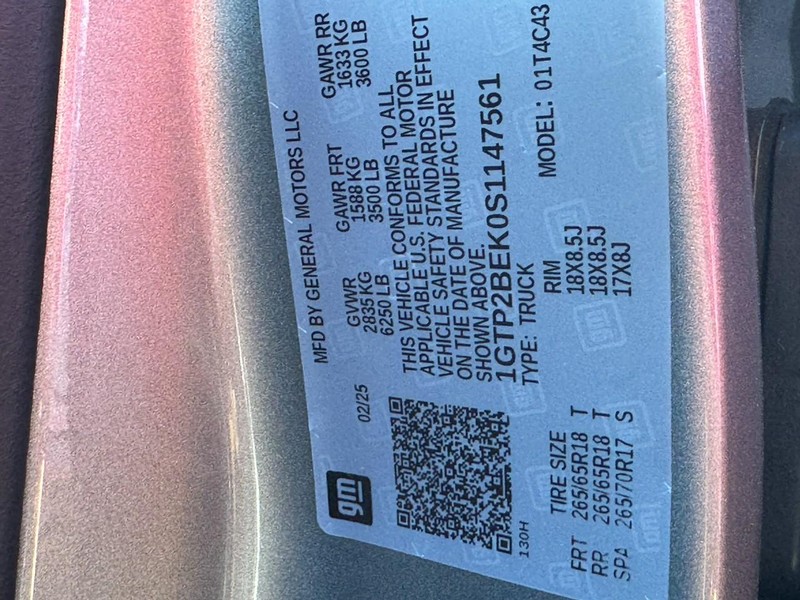 gm
02/25
MFD BY GENERAL MOTORS LLC
GVWR GAWR FRT GAWR RR
2835 KG 1588 KG 1633 KG
6250 LB 3500 LB 3600 LB
THIS VEHICLE CONFORMS TO ALL
APPLICABLE U.S. FEDERAL MOTOR
VEHICLE SAFETY STANDARDS IN EFFECT
ON THE DATE OF MANUFACTURE
SHOWN ABOVE.
1GTP2BEK0S1147561
TYPE: TRUCK MODEL: 01T4C43
130H
TIRE SIZE RIM
FRT 265/65R18 T 18X8.5J
RR 265/65R18 T 18X8.5J
SPA 265/70R17 S 17X8J